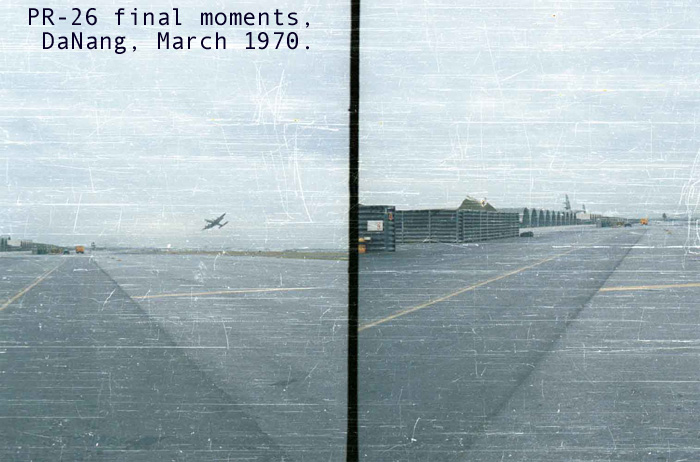 PR-26 final moments,
DaNang, March 1970.